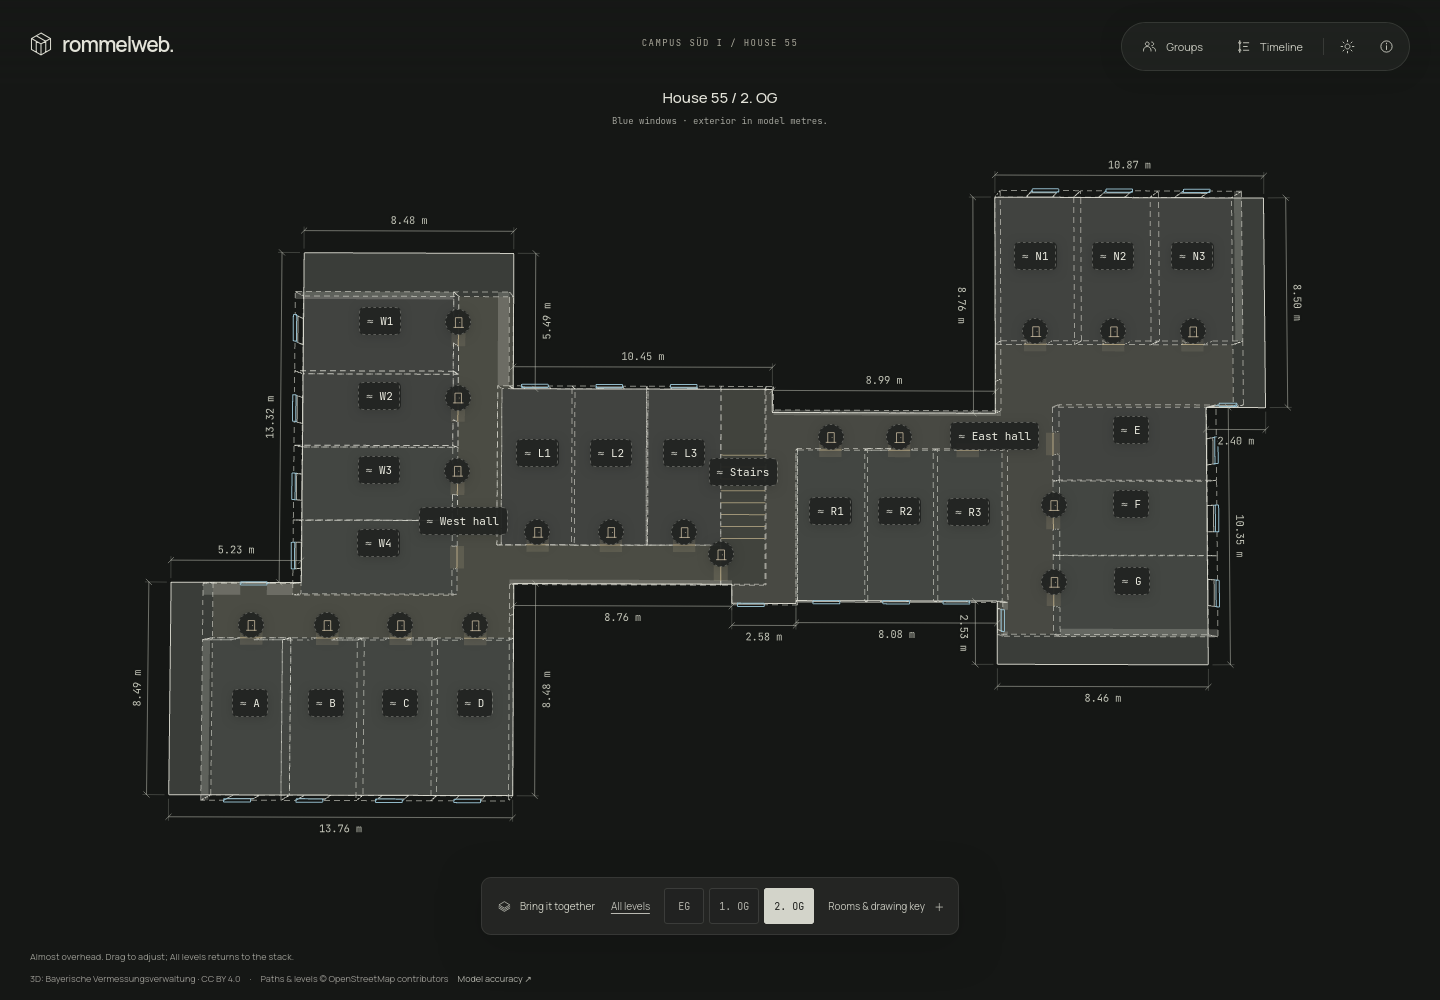 rommelweb.
CAMPUS SÜD I / HOUSE 55
Groups
Timeline
House 55 / 2. OG
Blue windows · exterior in model metres.
10.87 m
8.48 m
≈ N1
≈ N2
≈ N3
8.76 m
8.50 m
5.49 m
≈ W1
10.45 m
8.99 m
≈ W2
13.32 m
≈ East hall
≈ E
2.40 m
≈ L1
≈ L2
≈ L3
≈ W3
≈ Stairs
≈ F
≈ R1
≈ R2
≈ R3
≈ West hall
10.35 m
≈ W4
5.23 m
≈ G
8.76 m
2.58 m
8.08 m
2.53 m
8.49 m
8.48 m
≈ A
≈ B
≈ C
≈ D
8.46 m
13.76 m
Bring it together
All levels
EG
1. OG
2. OG
Rooms & drawing key +
Almost overhead. Drag to adjust; All levels returns to the stack.
3D: Bayerische Vermessungsverwaltung · CC BY 4.0 · Paths & levels © OpenStreetMap contributors Model accuracy ↗